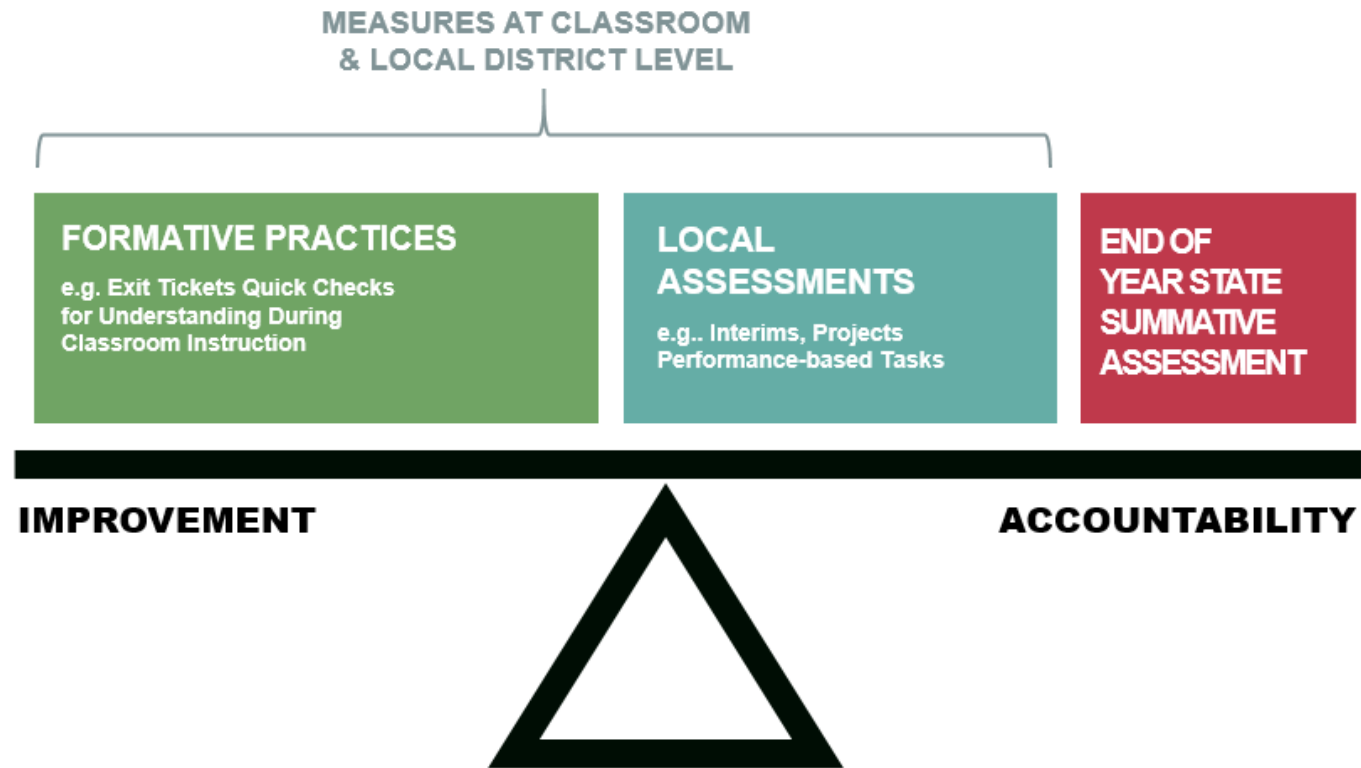 MEASURES AT CLASSROOM
& LOCAL DISTRICT LEVEL
FORMATIVE PRACTICES
e.g. Exit Tickets Quick Checks
for Understanding During
Classroom Instruction
LOCAL
ASSESSMENTS
e.g.. Interims, Projects
Performance-based Tasks
END OF
YEAR STATE
SUMMATIVE
ASSESSMENT
IMPROVEMENT
ACCOUNTABILITY